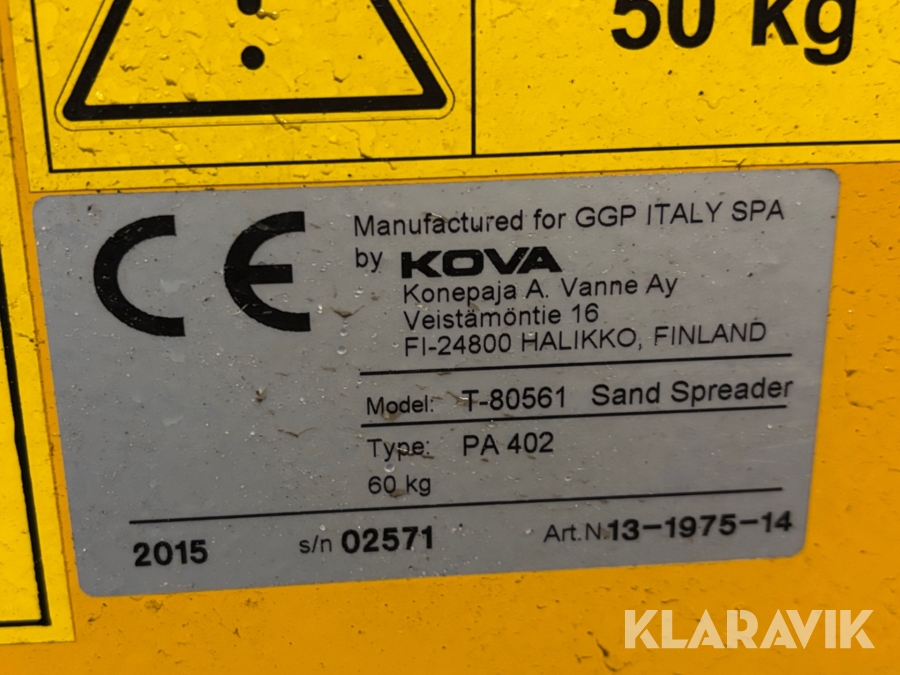 50 kg
CE
Manufactured for GGP ITALY SPA
by KOVA
Konepaja A. Vanne Ay
Veistämöntie 16
FI-24800 HALIKKO, FINLAND
Model: T-80561 Sand Spreader
Type: PA 402
60 kg
2015 s/n 02571 Art.N. 13-1975-14
KLARAVIK